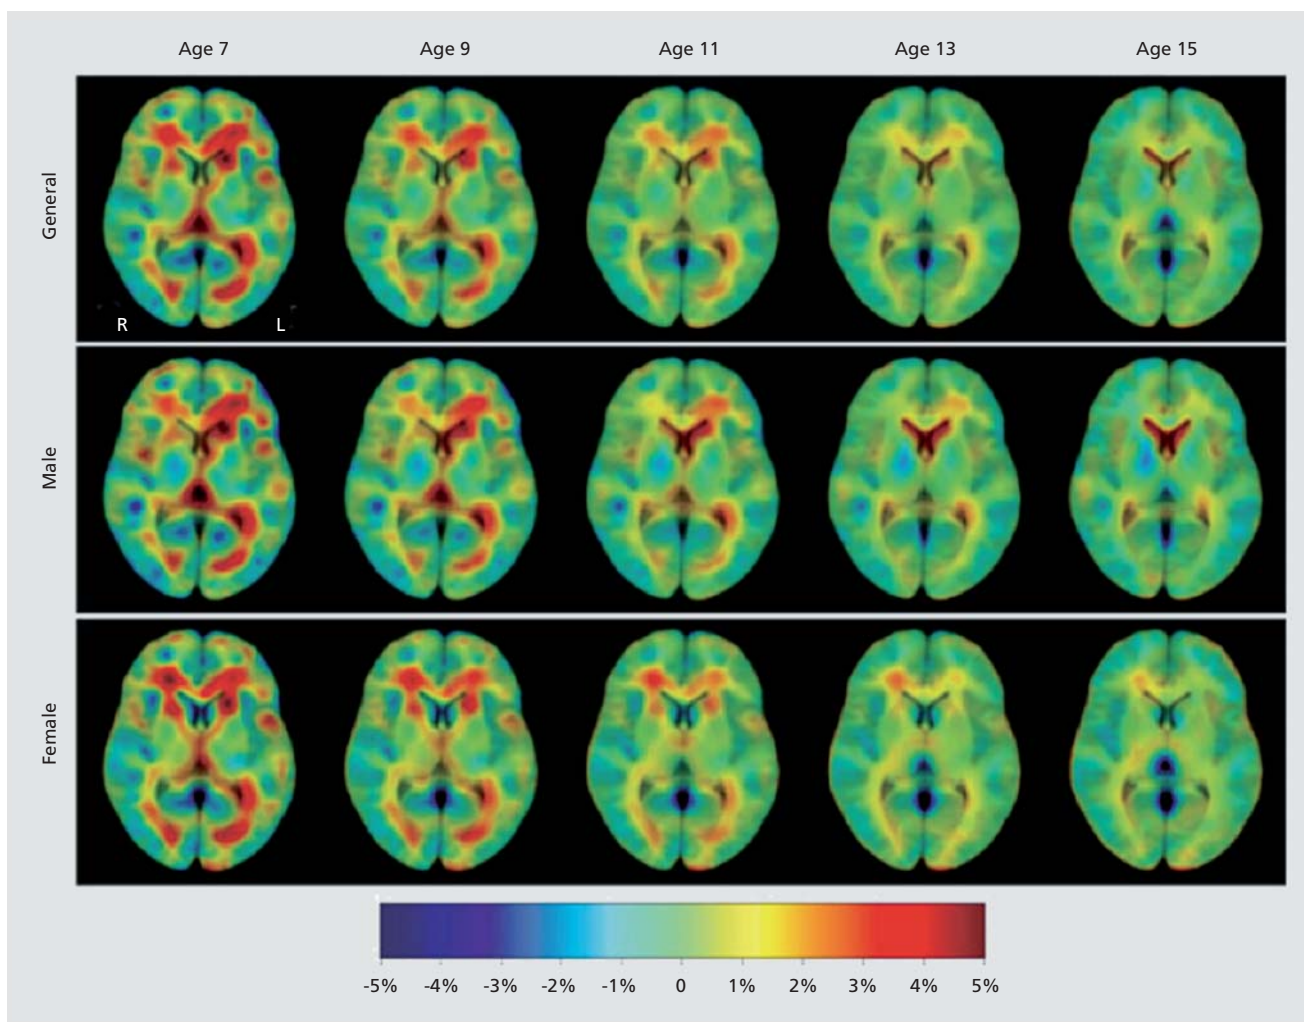 Age 7 Age 9 Age 11 Age 13 Age 15
General
R L
Male
Female
-5% -4% -3% -2% -1% 0 1% 2% 3% 4% 5%